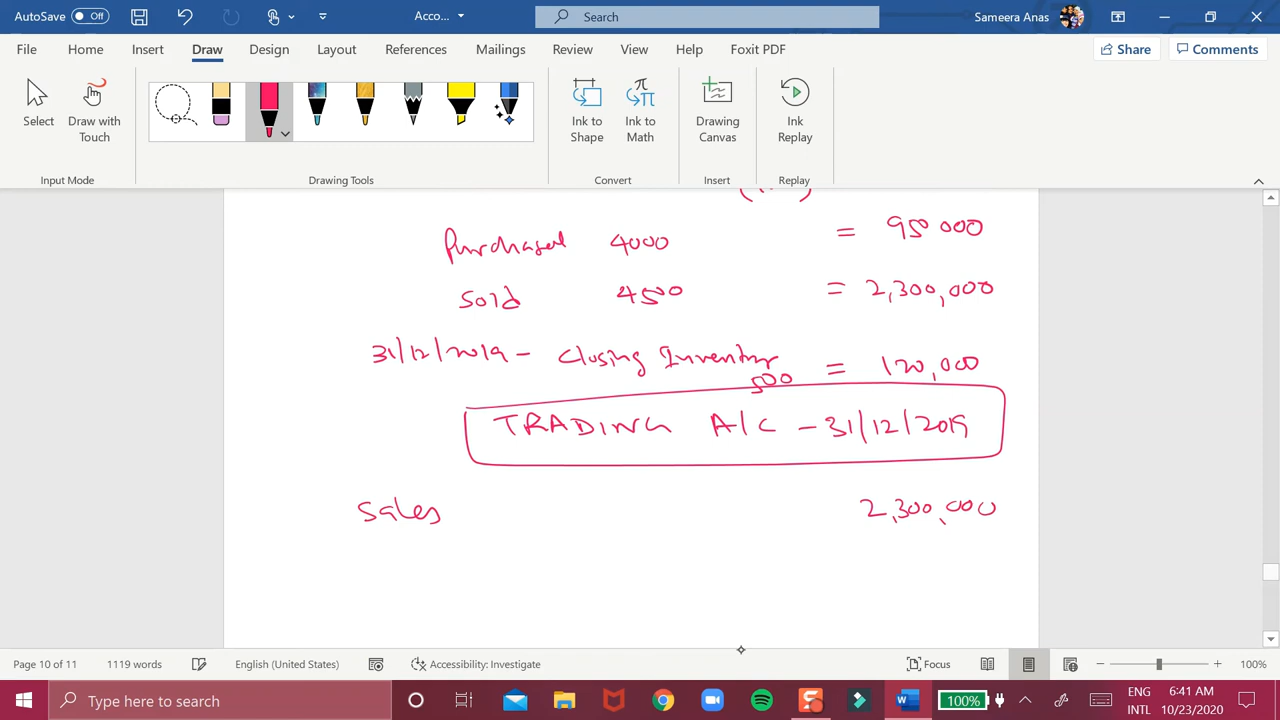 AutoSave Off Acco... Search Sameera Anas
File Home Insert Draw Design Layout References Mailings Review View Help Foxit PDF Share Comments
Select Draw with Touch Ink to Shape Ink to Math Drawing Canvas Ink Replay
Input Mode Drawing Tools Convert Insert Replay
Purchased 4000 = 950000
Sold 4500 = 2,300,000
31/12/2019 - Closing Inventory = 120,000
500
TRADING A/C - 31/12/2019
Sales 2,300,000
Page 10 of 11 1119 words English (United States) Accessibility: Investigate Focus 100%
Type here to search 100% ENG INTL 6:41 AM 10/23/2020